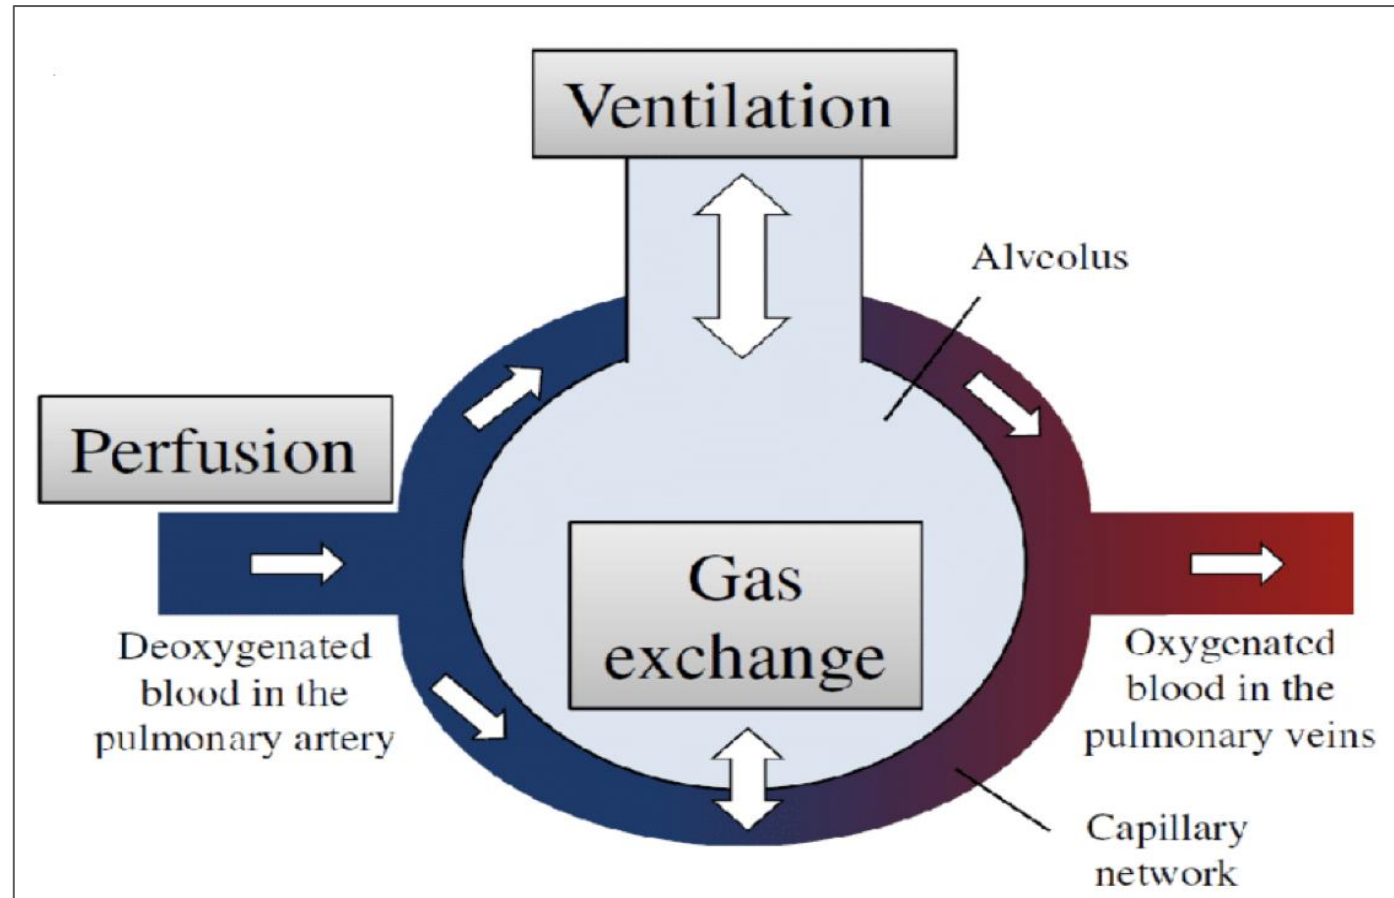 Ventilation
Alveolus
Perfusion
Gas
exchange
Deoxygenated
blood in the
pulmonary artery
Oxygenated
blood in the
pulmonary veins
Capillary
network